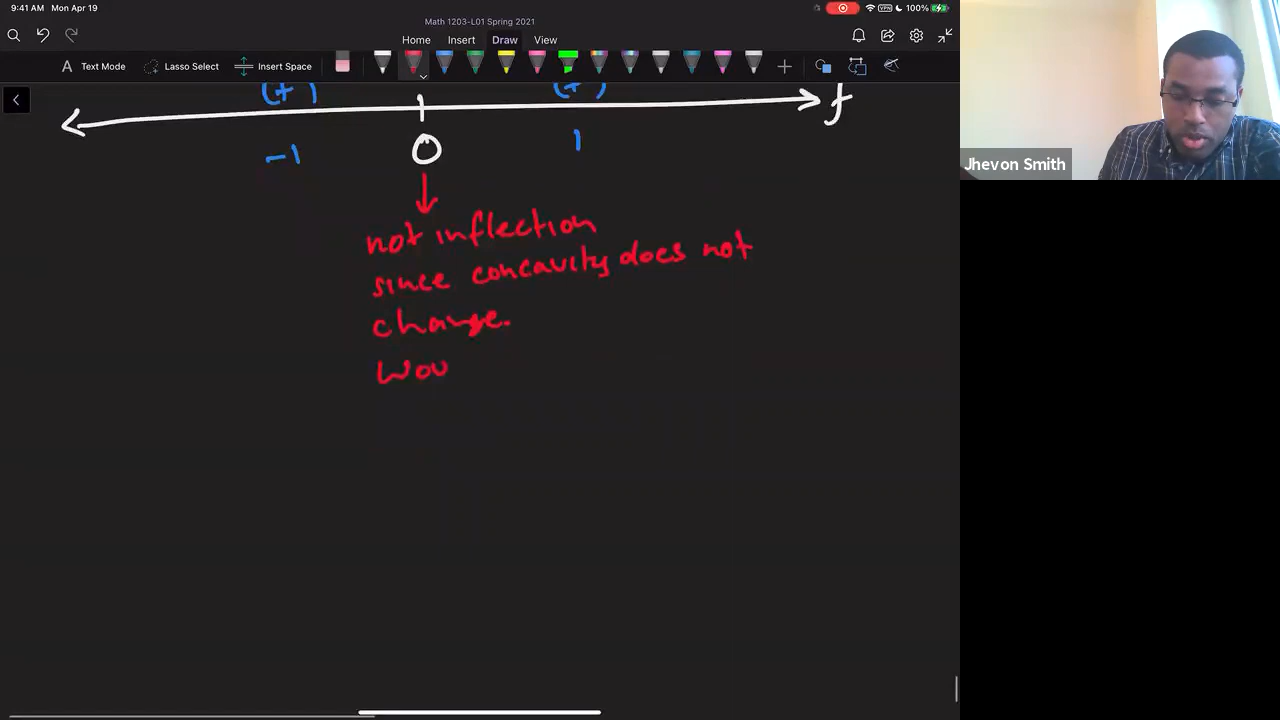 9:41 AM Mon Apr 19
100%
VPN
Math 1203-L01 Spring 2021
Home Insert Draw View
Text Mode
Lasso Select
Insert Space
(+) (+)
f
-1 0 1
not inflection
since concavity does not
change.
Wou
Jhevon Smith